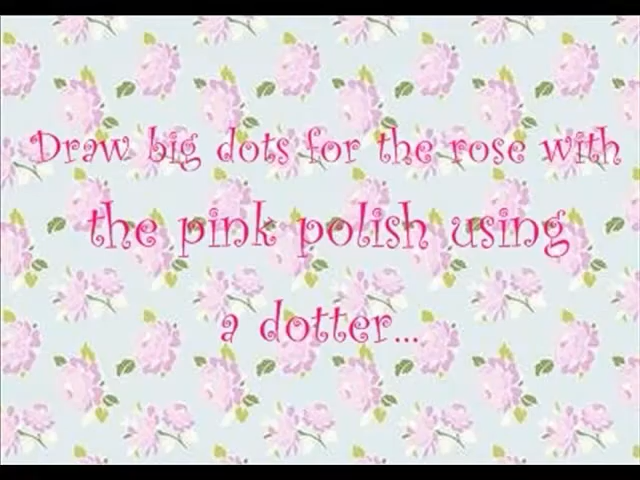 Draw big dots for the rose with
the pink polish using
a dotter...